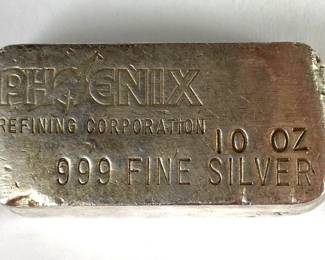 PHOENIX
REFINING CORPORATION
10 OZ
999 FINE SILVER